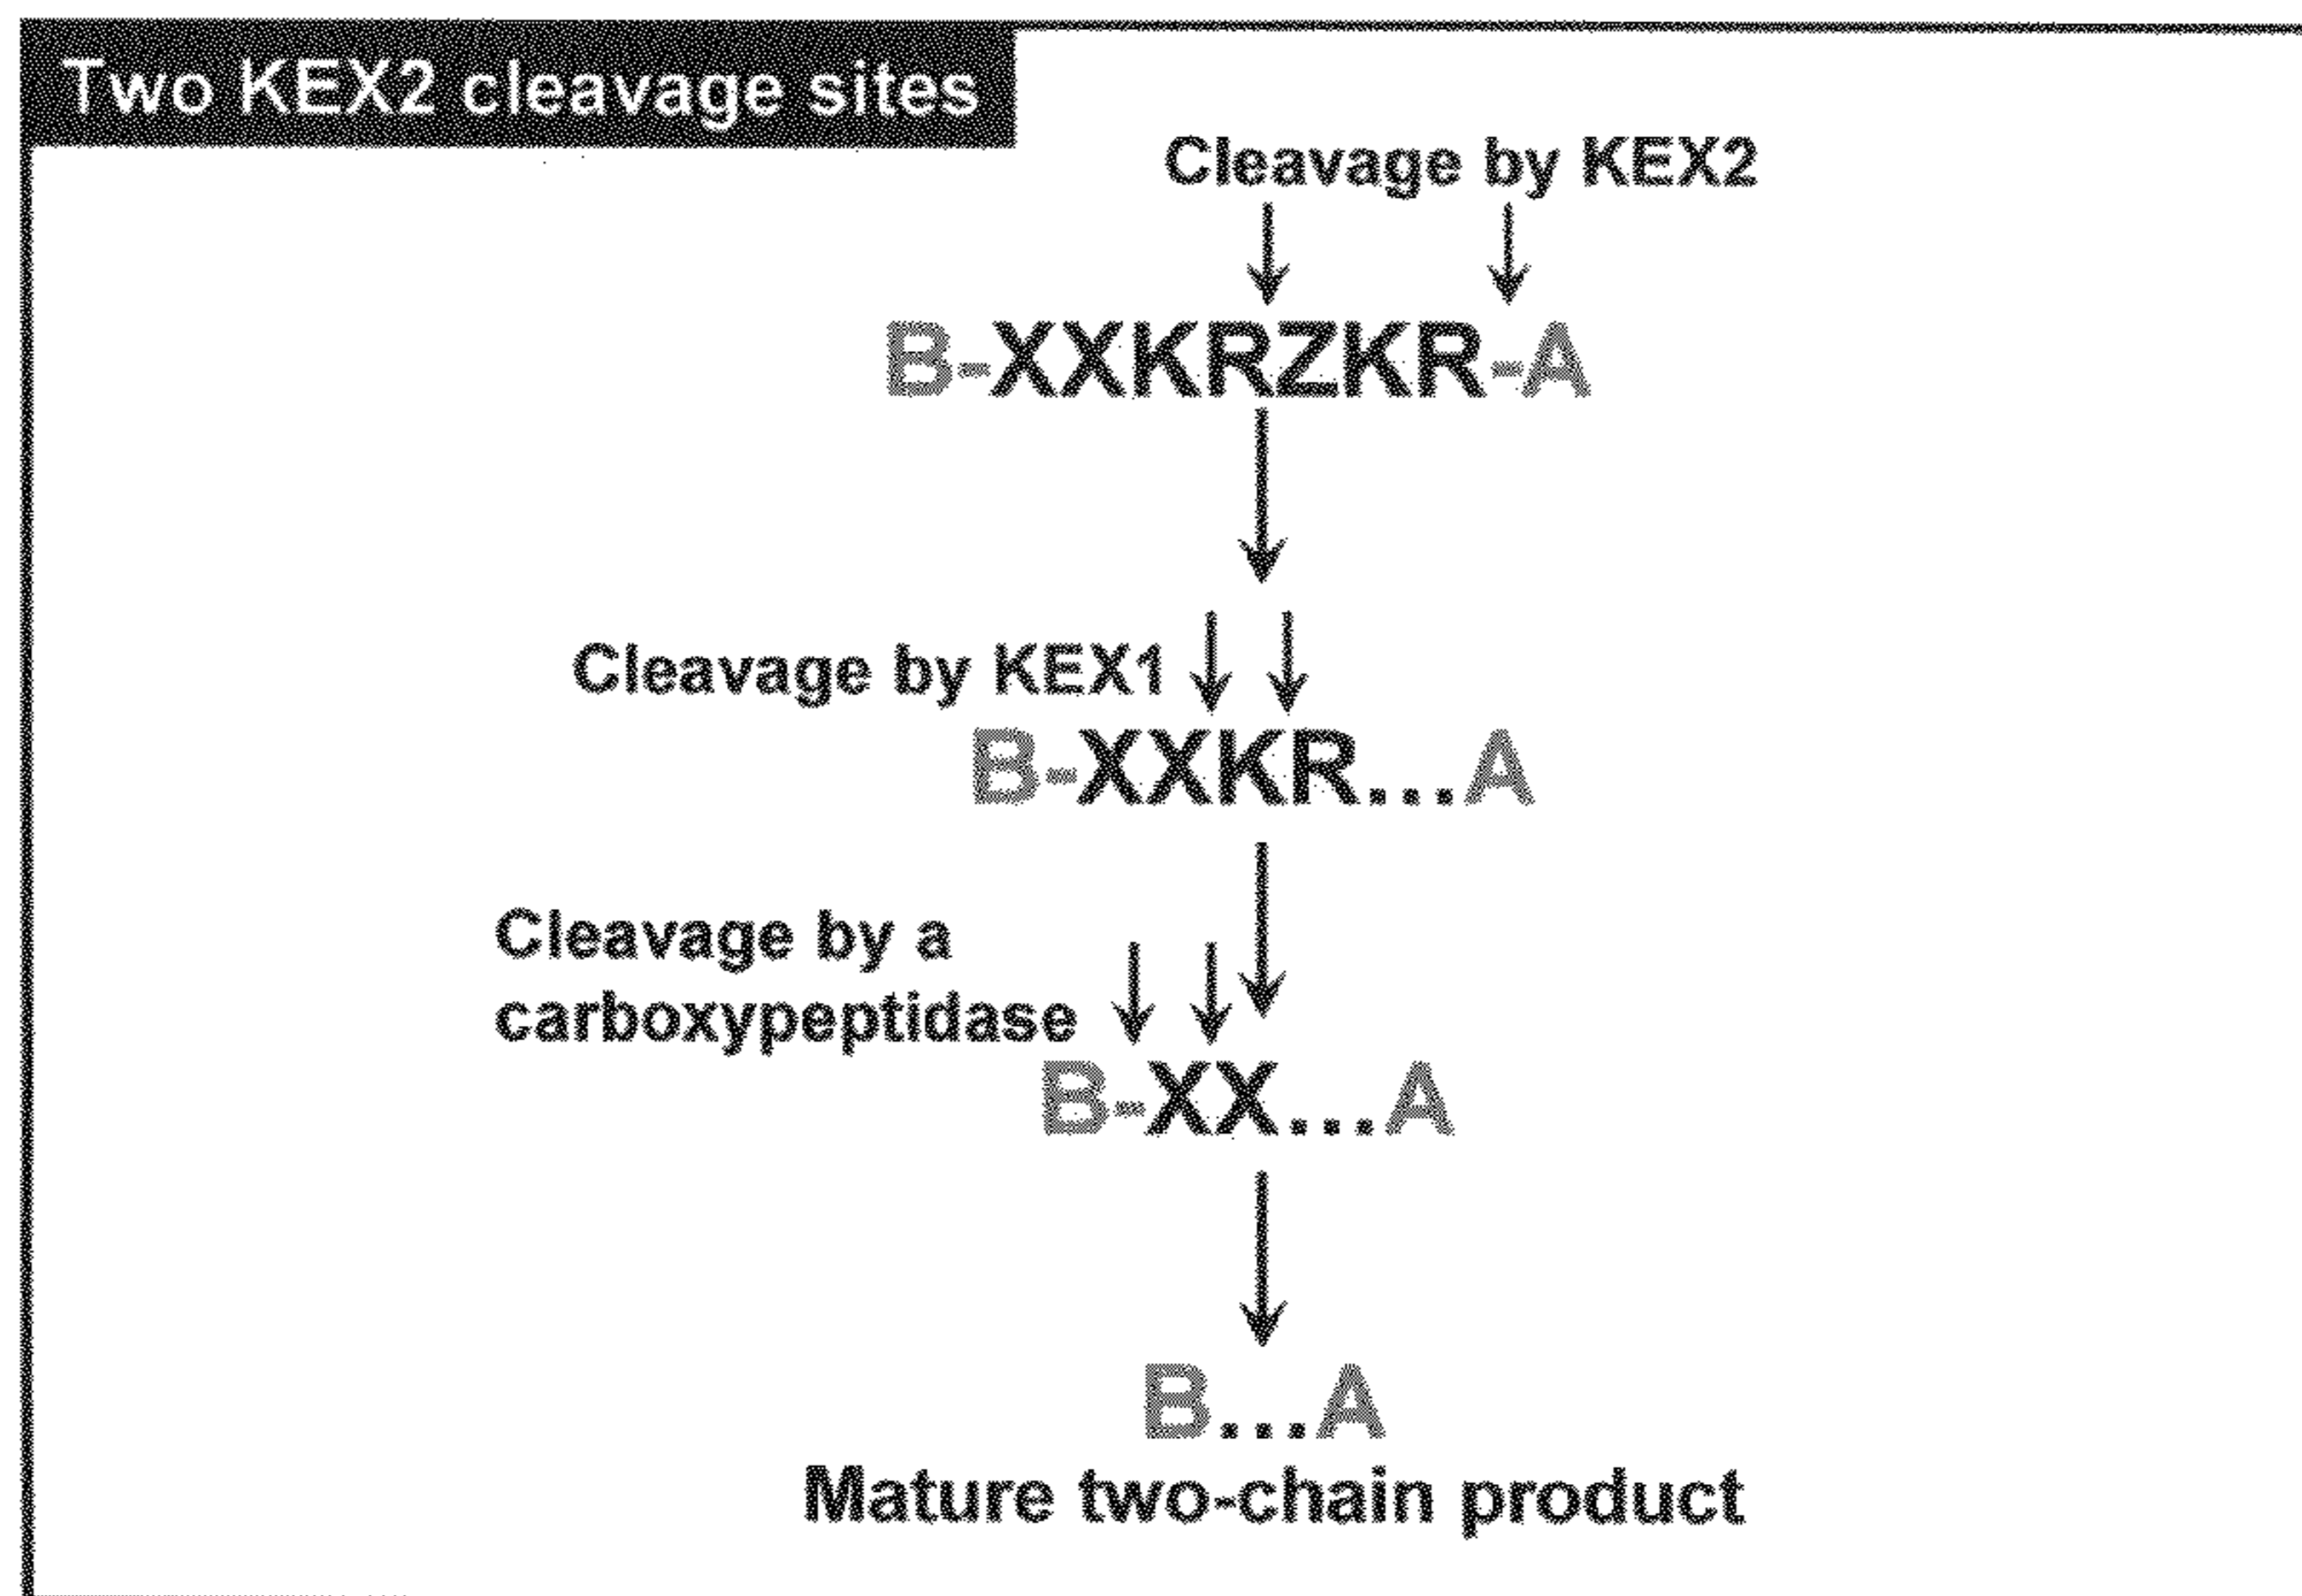 Two KEX2 cleavage sites
Cleavage by KEX2
B-XXKRZKR-A
Cleavage by KEX1
B-XXKR...A
Cleavage by a
carboxypeptidase
B-XX...A
B...A
Mature two-chain product